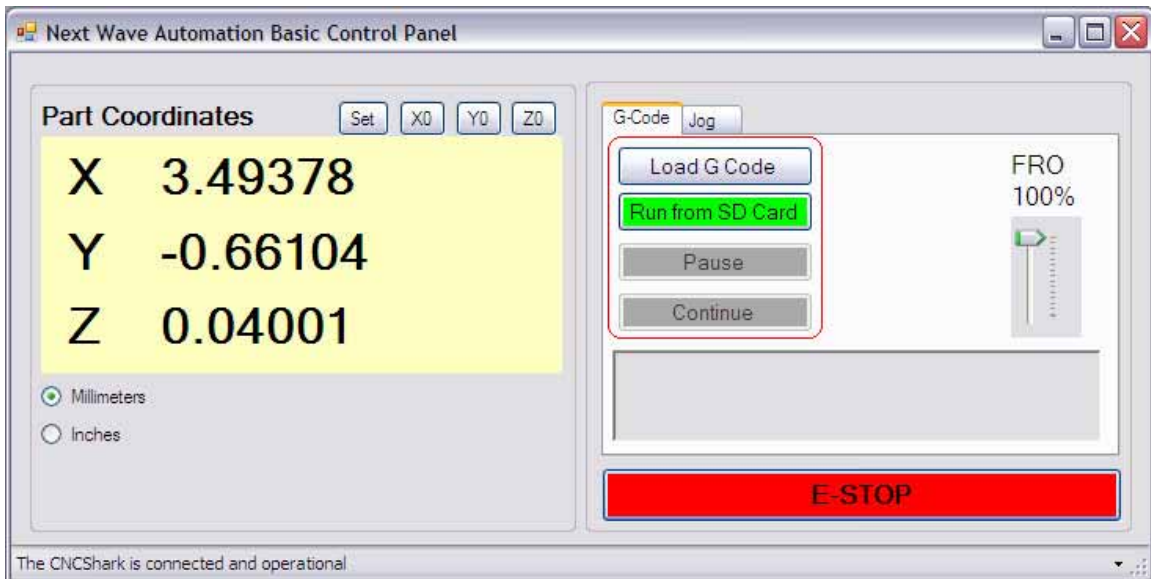 Next Wave Automation Basic Control Panel
Part Coordinates Set X0 Y0 Z0
X 3.49378
Y -0.66104
Z 0.04001
Millimeters
Inches
G-Code Jog
Load G Code
Run from SD Card
Pause
Continue
FRO
100%
E-STOP
The CNCShark is connected and operational